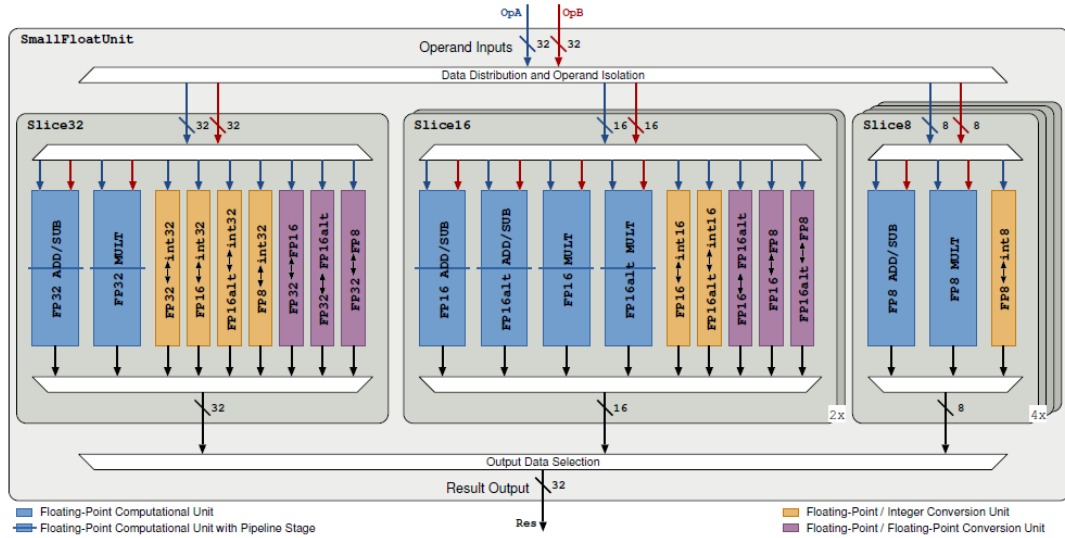 OpA OpB
SmallFloatUnit
Operand Inputs 32 32
Data Distribution and Operand Isolation
Slice32 32 32
FP32 ADD/SUB
FP32 MULT
FP32↔int32
FP16↔int32
FP16alt↔int32
FP8↔int32
FP32↔FP16
FP32↔FP16alt
FP32↔FP8
32
Slice16 16 16
FP16 ADD/SUB
FP16alt ADD/SUB
FP16 MULT
FP16alt MULT
FP16↔int16
FP16alt↔int16
FP16↔FP16alt
FP16↔FP8
FP16alt↔FP8
16
2x
Slice8 8 8
FP8 ADD/SUB
FP8 MULT
FP8↔int8
8
4x
Output Data Selection
Result Output 32
Res
Floating-Point Computational Unit
Floating-Point Computational Unit with Pipeline Stage
Floating-Point / Integer Conversion Unit
Floating-Point / Floating-Point Conversion Unit